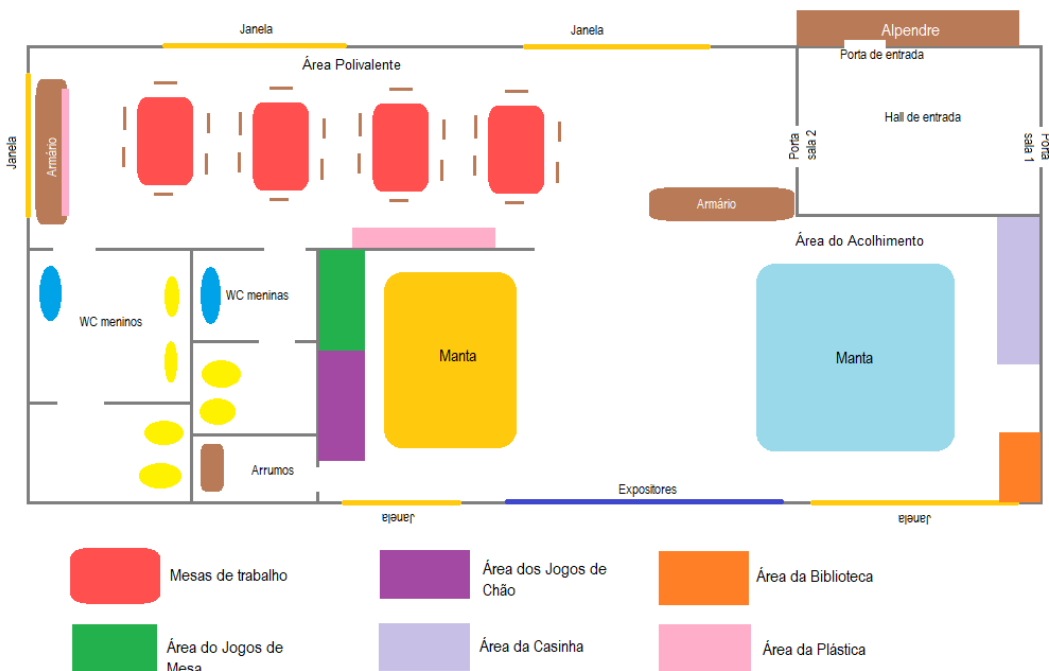 Janela
Janela
Alpendre
Área Polivalente
Porta de entrada
Janela
Armário
Hall de entrada
Porta
sala 2
Porta
sala 1
Armário
Área do Acolhimento
WC meninos
WC meninas
Manta
Manta
Arrumos
Expositores
Janela
Janela
Mesas de trabalho
Área dos Jogos de
Chão
Área da Biblioteca
Área do Jogos de
Mesa
Área da Casinha
Área da Plástica